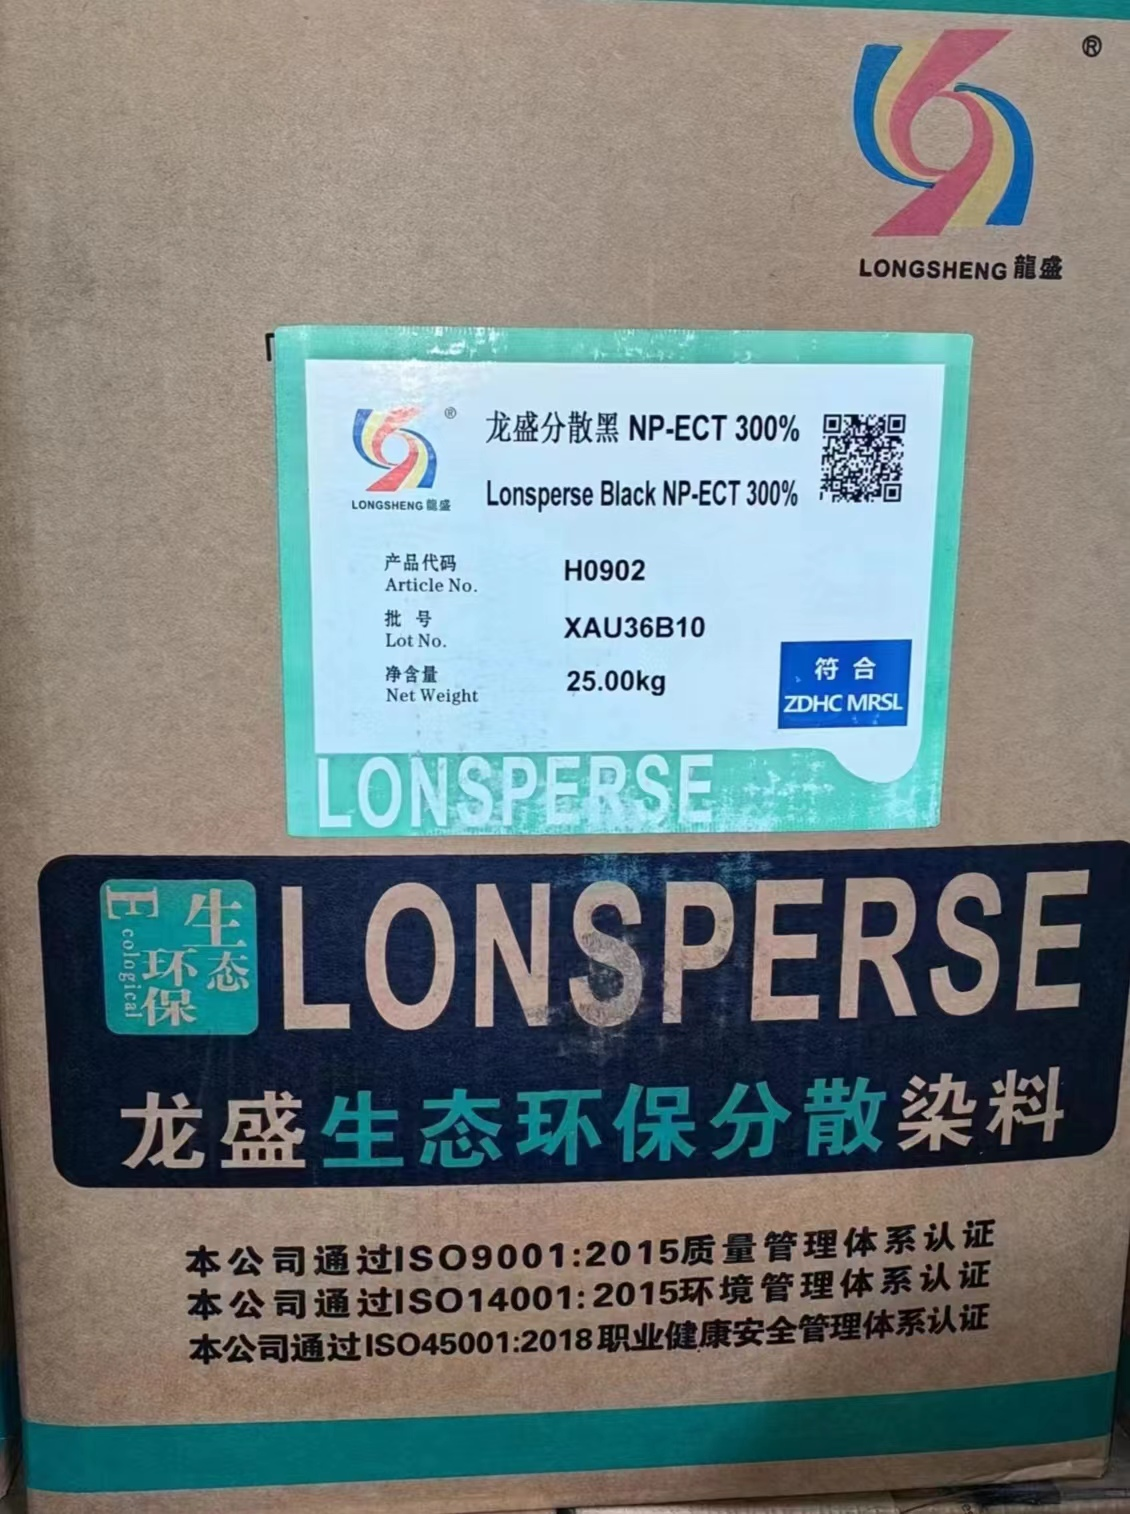 ®
LONGSHENG 龍盛
龙盛分散黑 NP-ECT 300%
Lonsperse Black NP-ECT 300%
®
LONGSHENG 龍盛
产品代码
Article No.
H0902
批 号
Lot No.
XAU36B10
净含量
Net Weight
25.00kg
符合
ZDHC MRSL
LONSPERSE
生态
环保
Ecological
LONSPERSE
龙盛生态环保分散染料
本公司通过ISO9001:2015质量管理体系认证
本公司通过ISO14001:2015环境管理体系认证
本公司通过ISO45001:2018职业健康安全管理体系认证